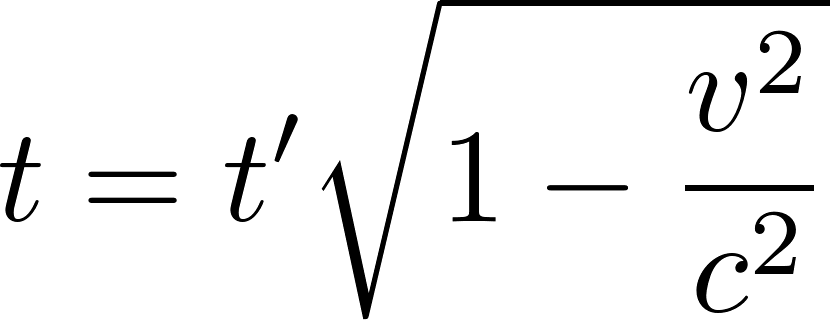 t = t′√(1 − v²/c²)